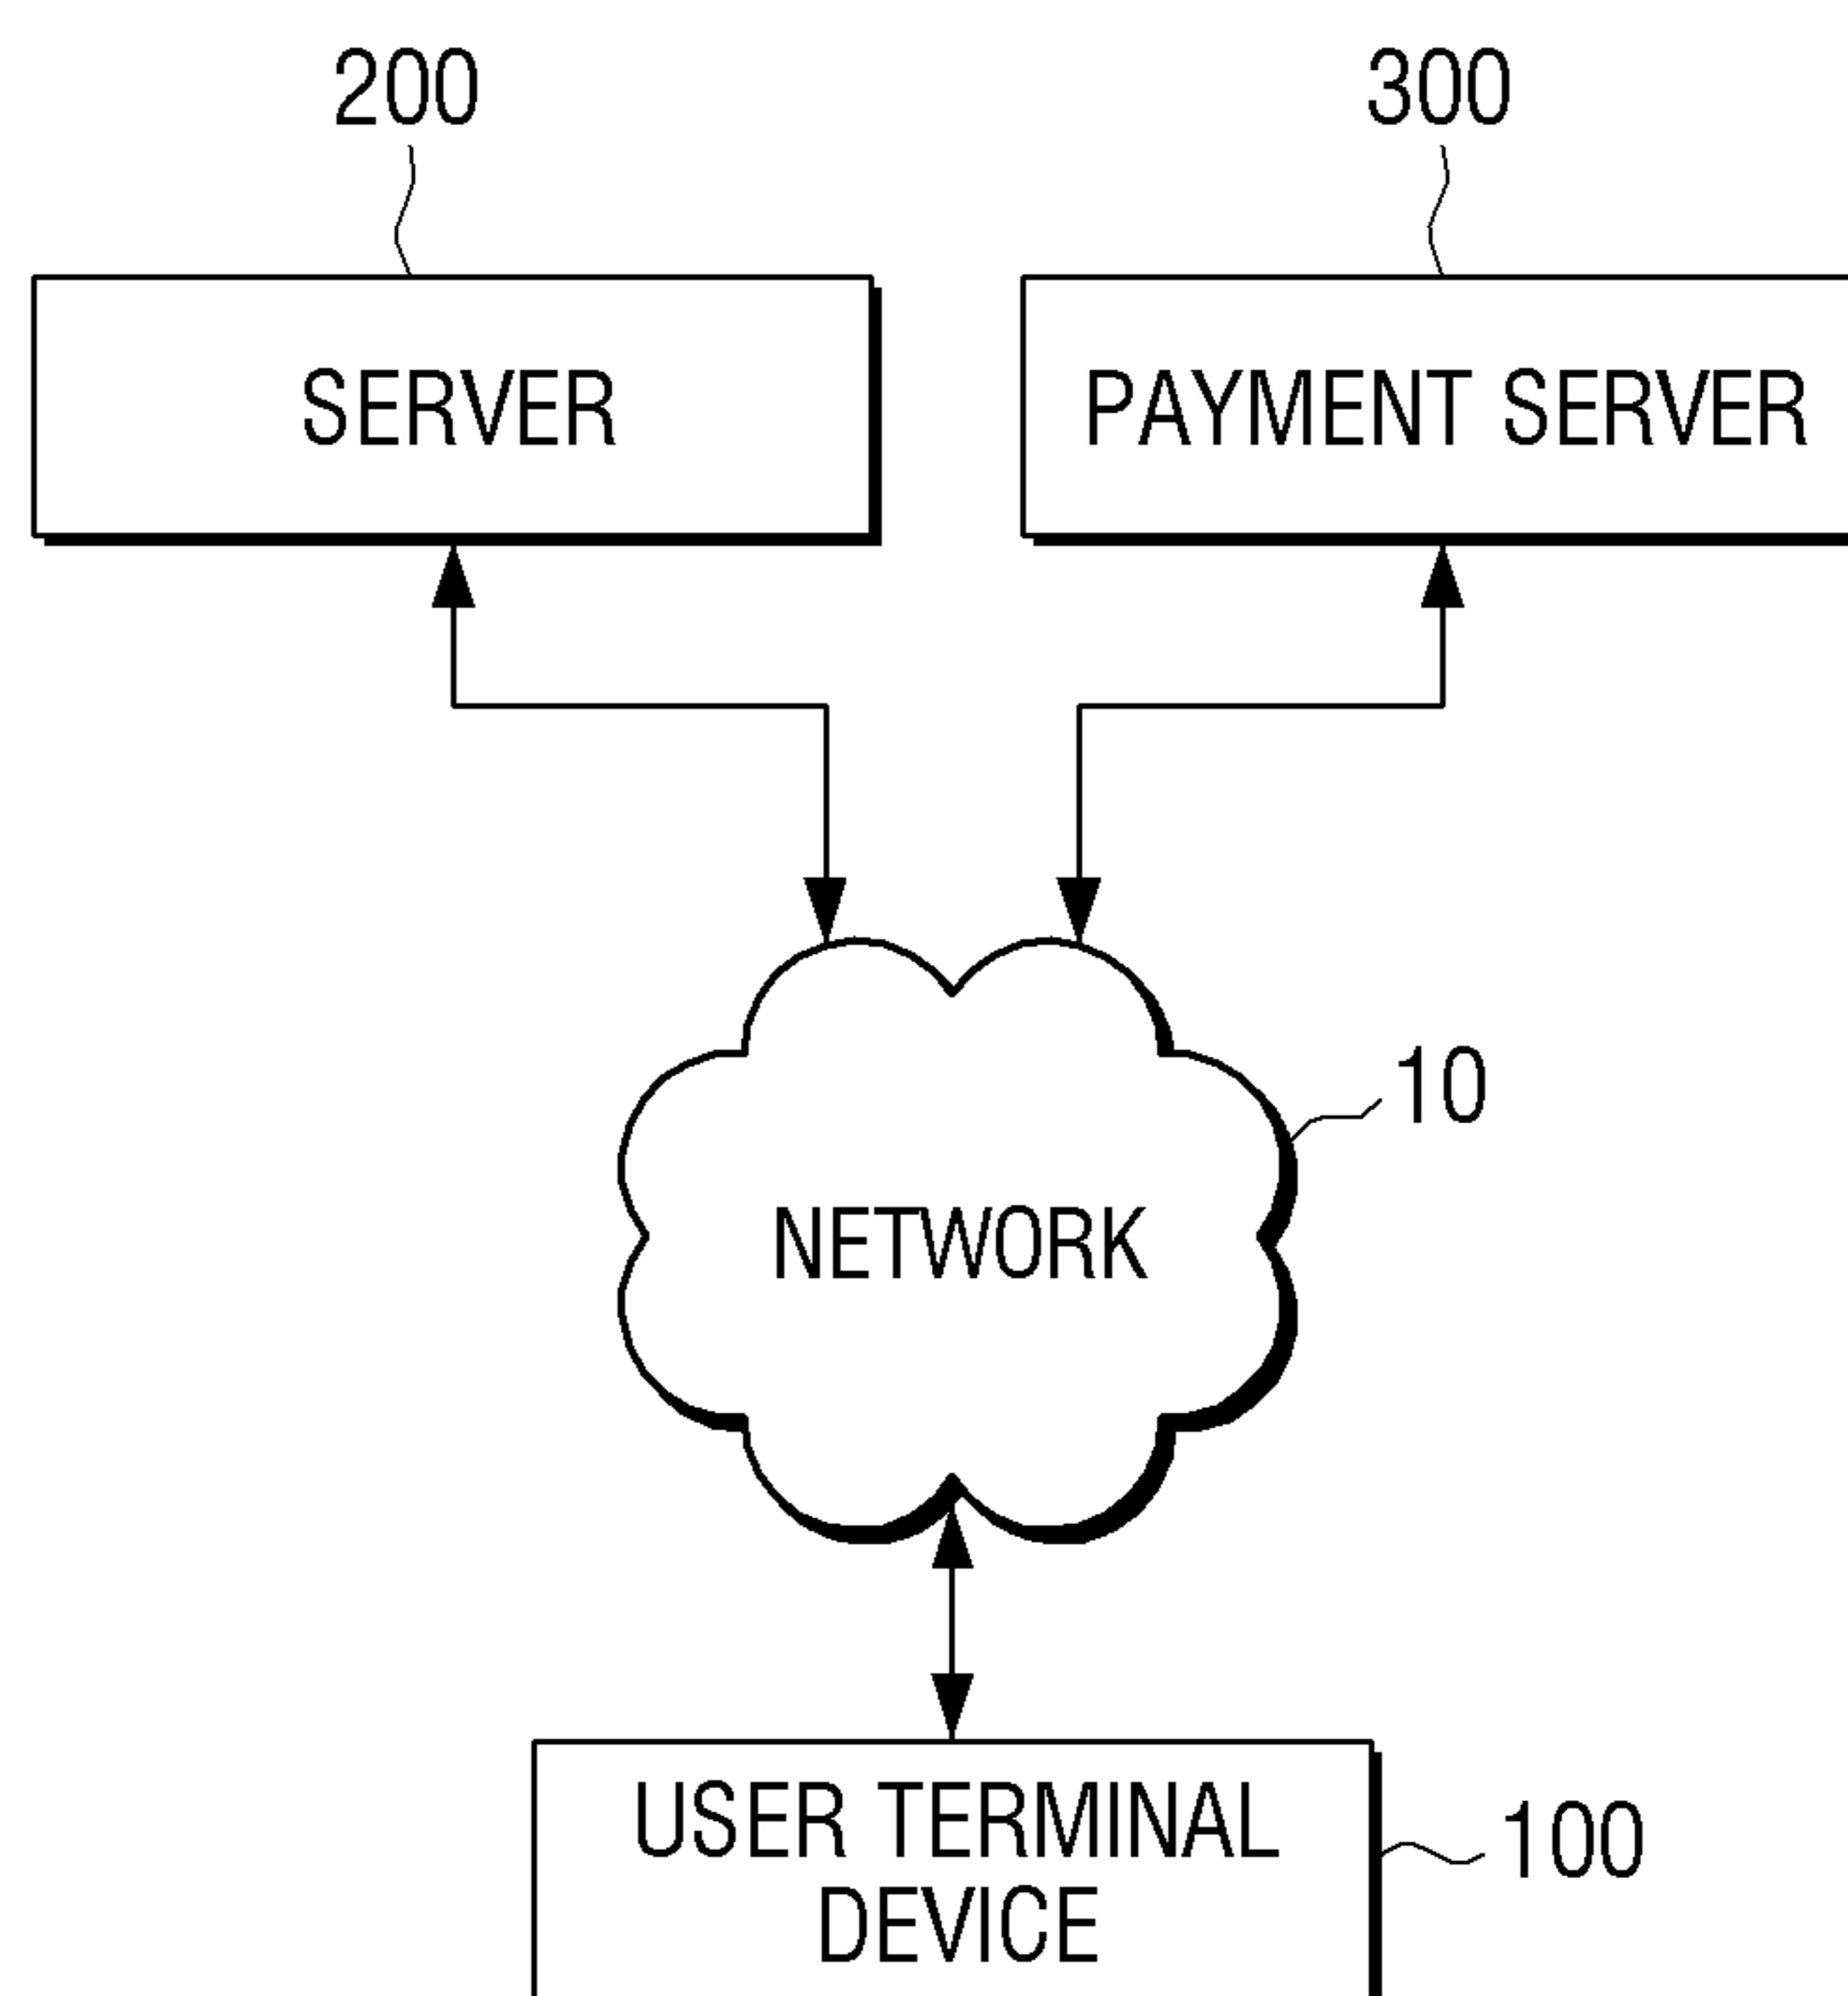 200
300
SERVER
PAYMENT SERVER
10
NETWORK
USER TERMINAL
DEVICE
100